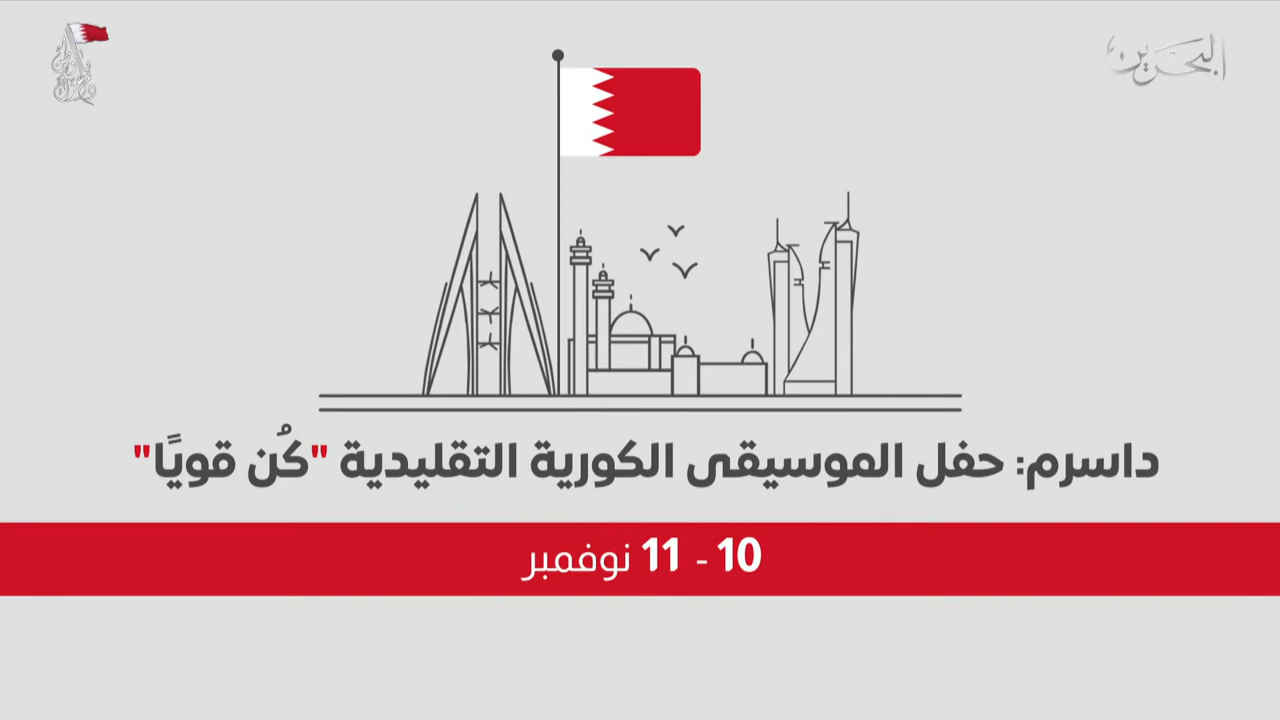 البحرين
داسرم: حفل الموسيقى الكورية التقليدية "كُن قويًا"
10 - 11 نوفمبر